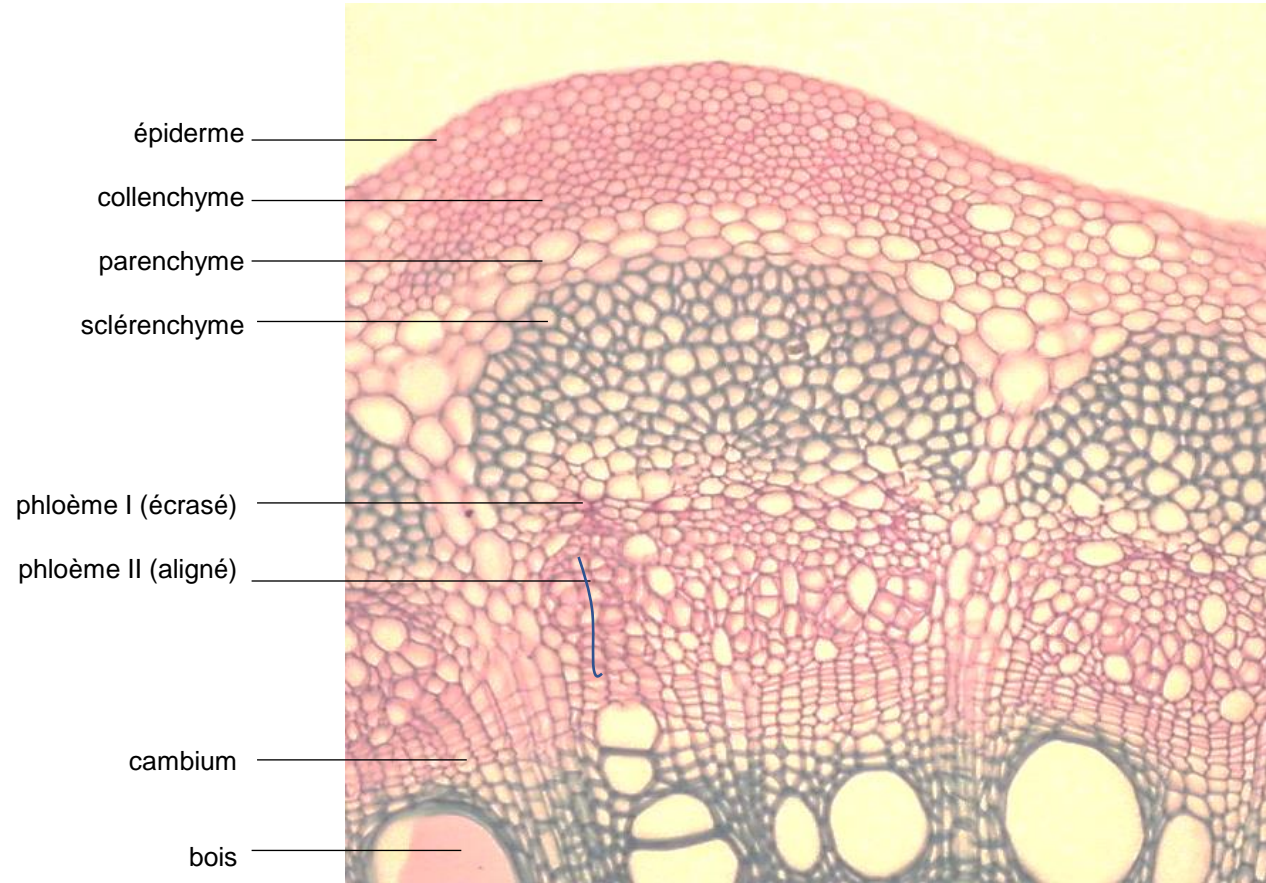 épiderme
collenchyme
parenchyme
sclérenchyme
phloème I (écrasé)
phloème II (aligné)
cambium
bois